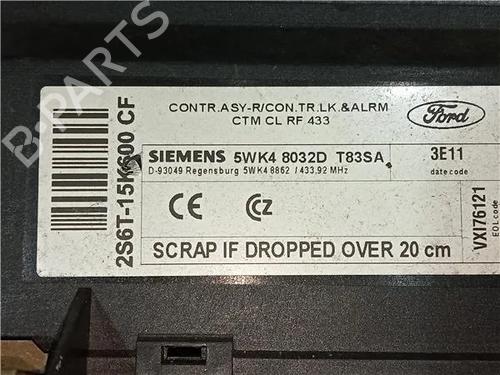 CONTR.ASY-R/CON.TR.LK.&ALRM
CTM CL RF 433
Ford
SIEMENS 5WK4 8032D T83SA
D-93049 Regensburg 5WK4 8862 / 433,92 MHz
3E11
date code
CE CZ
SCRAP IF DROPPED OVER 20 cm
2S6T-15K600 CF
VXI76121
EOL code
BPARTS